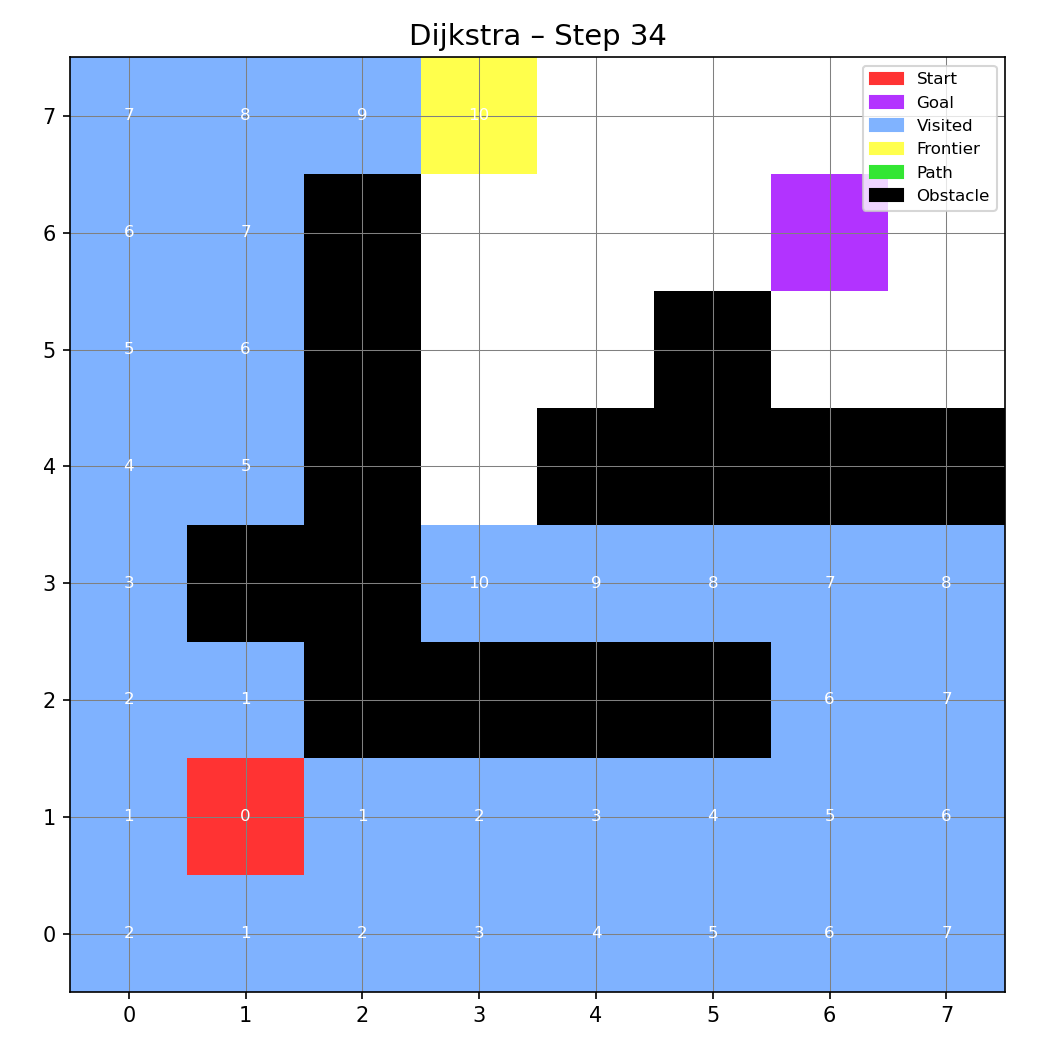 Dijkstra – Step 34
Start
Goal
Visited
Frontier
Path
Obstacle
7 7 8 9 10
6 6 7
5 5 6
4 4 5
3 3 10 9 8 7 8
2 2 1 6 7
1 1 0 1 2 3 4 5 6
0 2 1 2 3 4 5 6 7
0 1 2 3 4 5 6 7